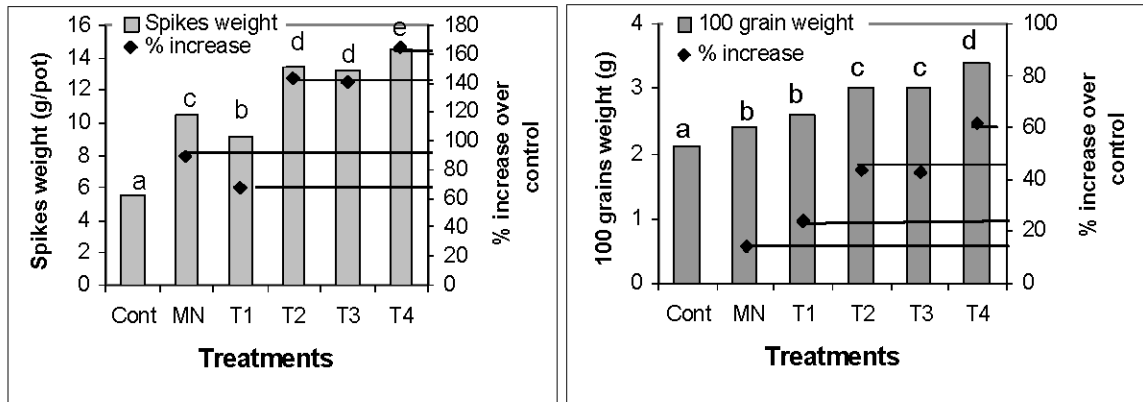 Spikes weight
% increase
Spikes weight (g/pot)
16
14
12
10
8
6
4
2
0
a
c
b
d
d
e
180
160
140
120
100
80
60
40
20
0
% increase over
control
Cont MN T1 T2 T3 T4
Treatments
100 grain weight
% increase
100 grains weight (g)
4
3
2
1
0
a
b
b
c
c
d
100
80
60
40
20
0
% increase over
control
Cont MN T1 T2 T3 T4
Treatments